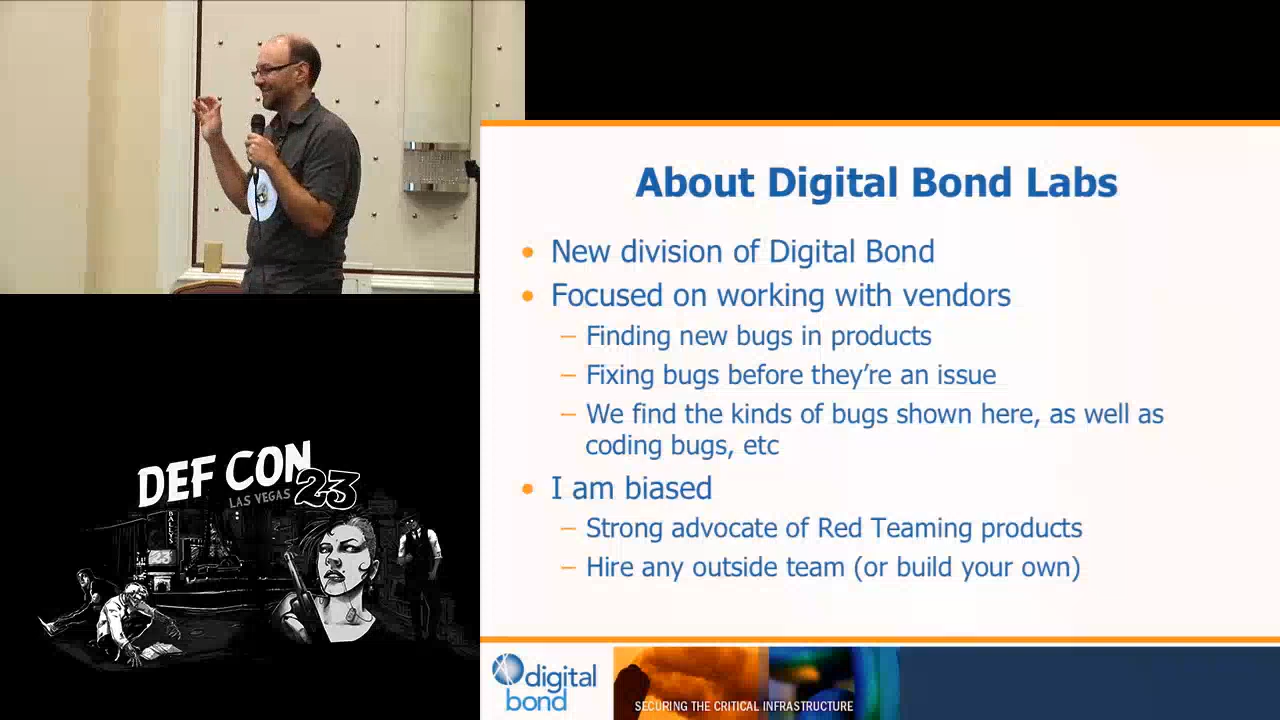 About Digital Bond Labs
• New division of Digital Bond
• Focused on working with vendors
– Finding new bugs in products
– Fixing bugs before they’re an issue
– We find the kinds of bugs shown here, as well as
coding bugs, etc
• I am biased
– Strong advocate of Red Teaming products
– Hire any outside team (or build your own)
DEF CON
LAS VEGAS 23
BALLY'S
digital
bond
SECURING THE CRITICAL INFRASTRUCTURE